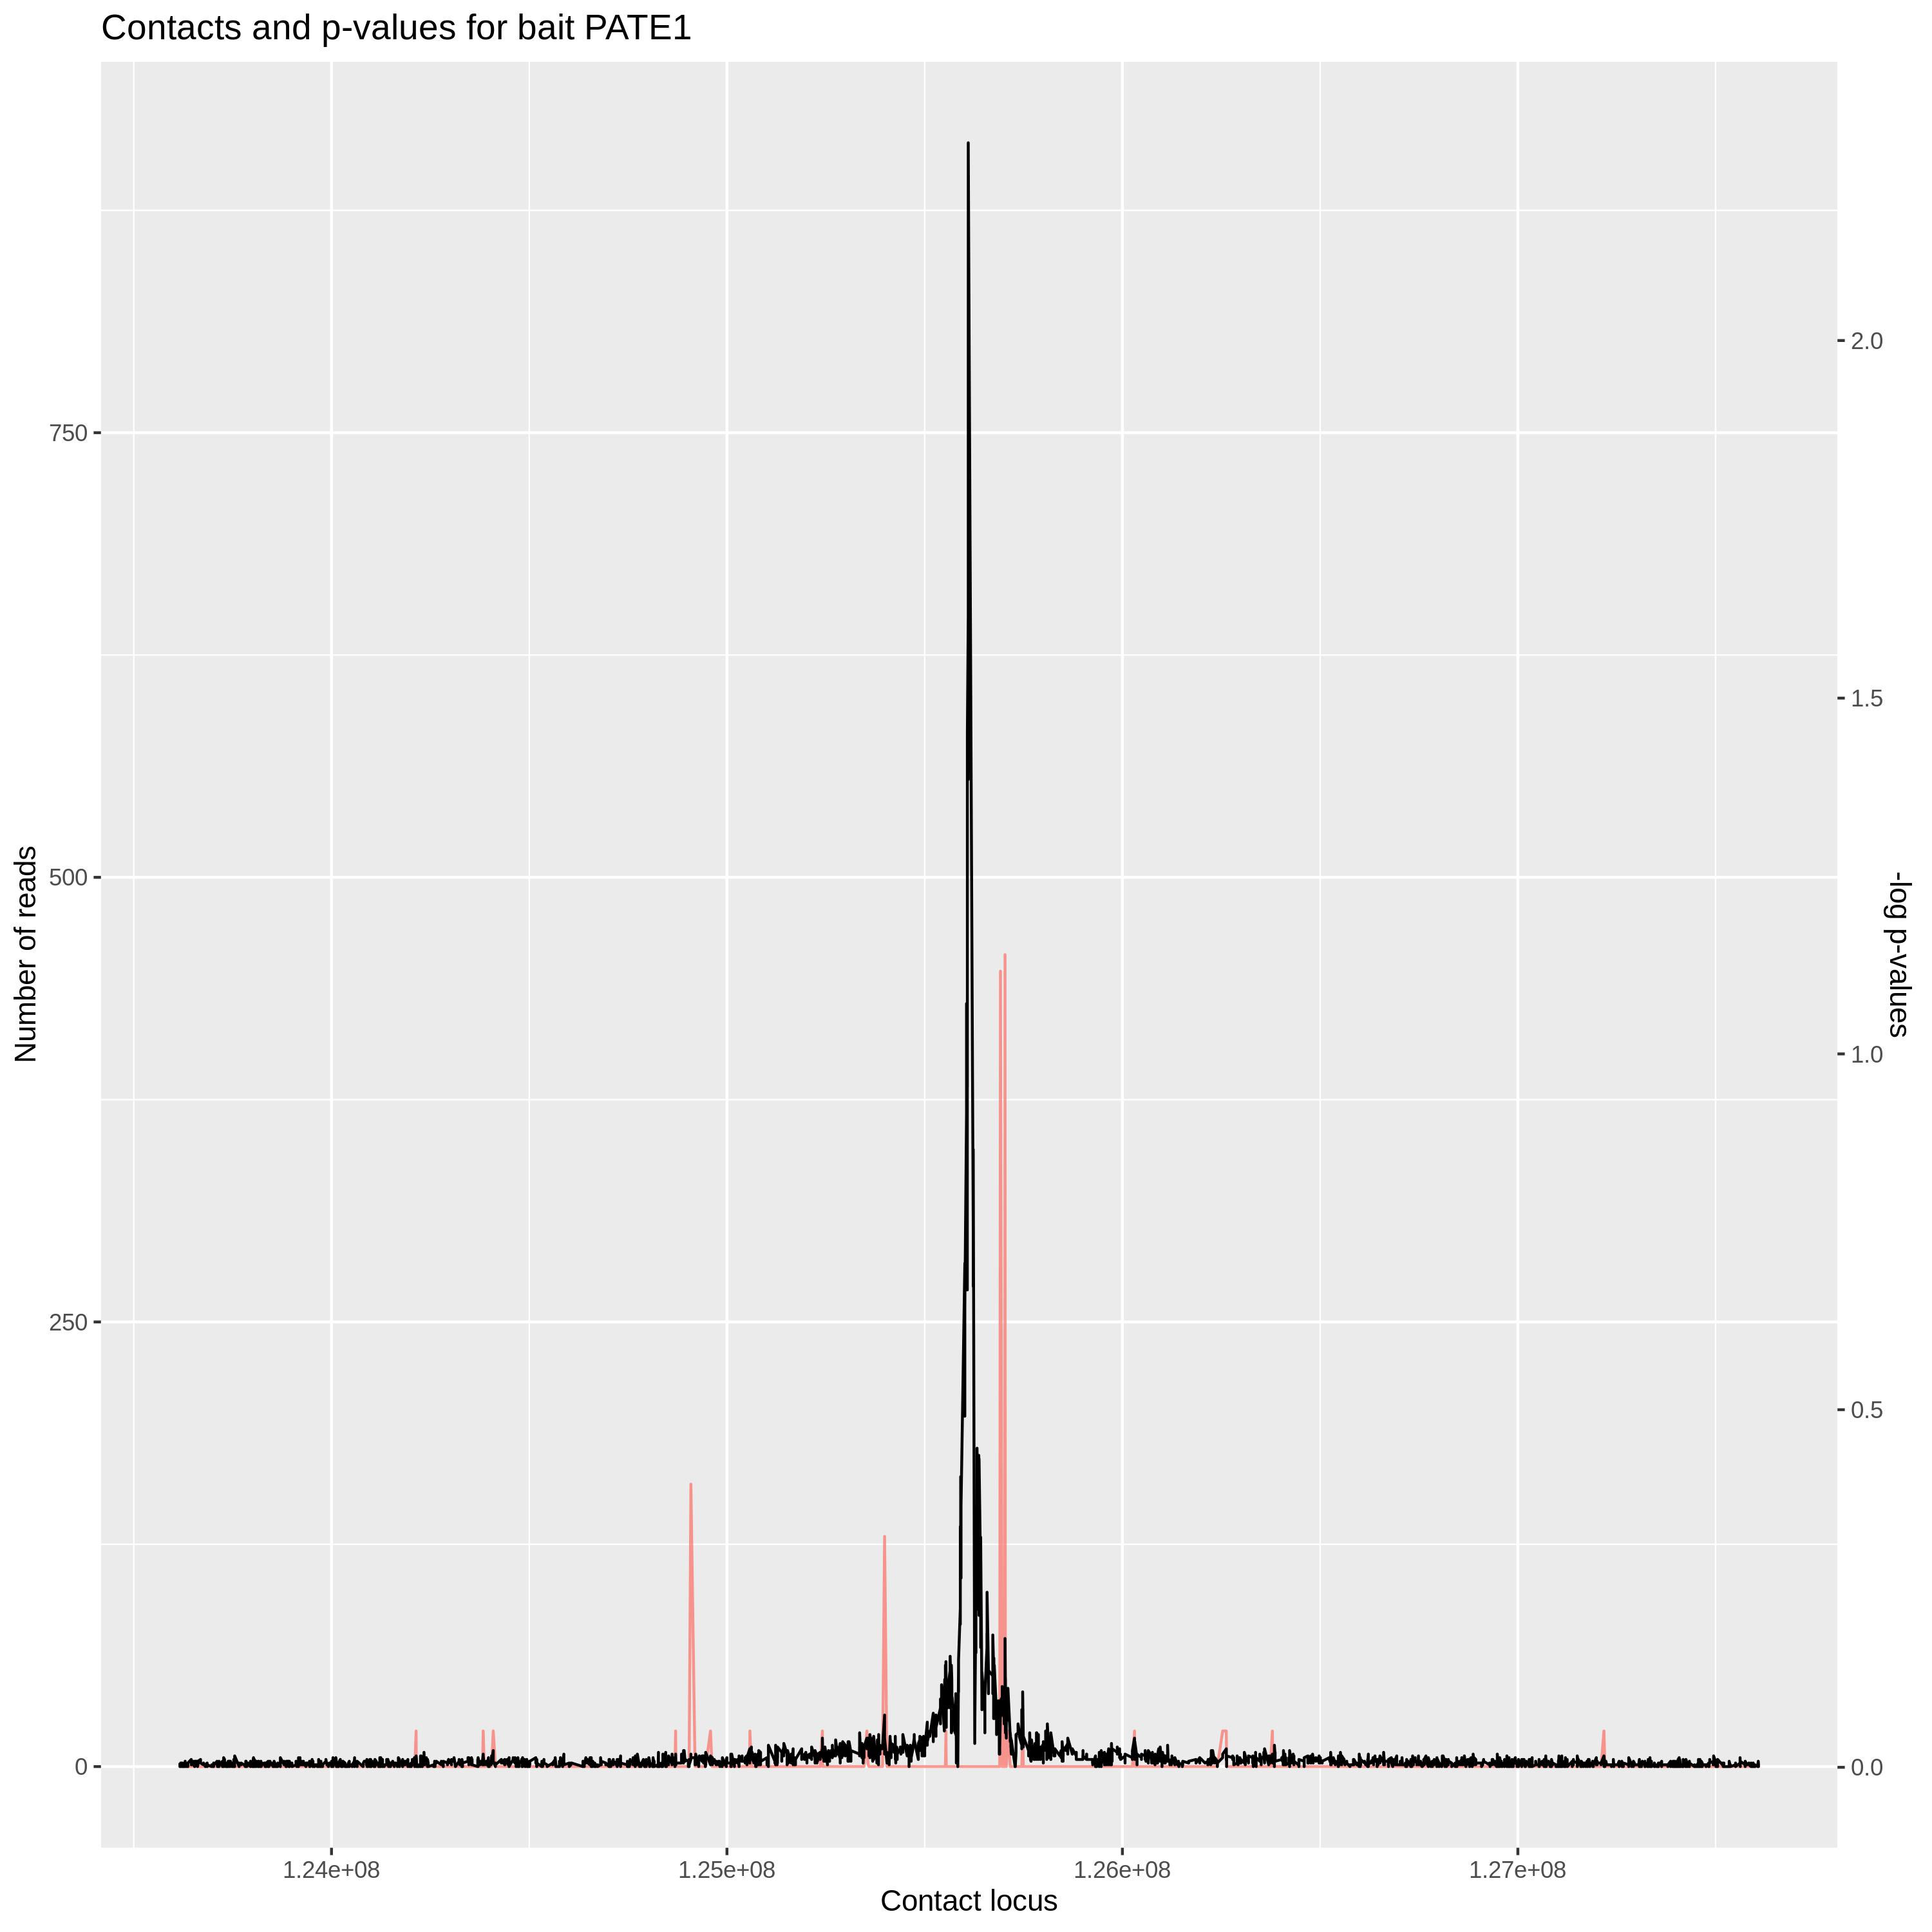 Contacts and p-values for bait PATE1
Number of reads
750
500
250
0
2.0
1.5
1.0
0.5
0.0
-log p-values
1.24e+08
1.25e+08
1.26e+08
1.27e+08
Contact locus